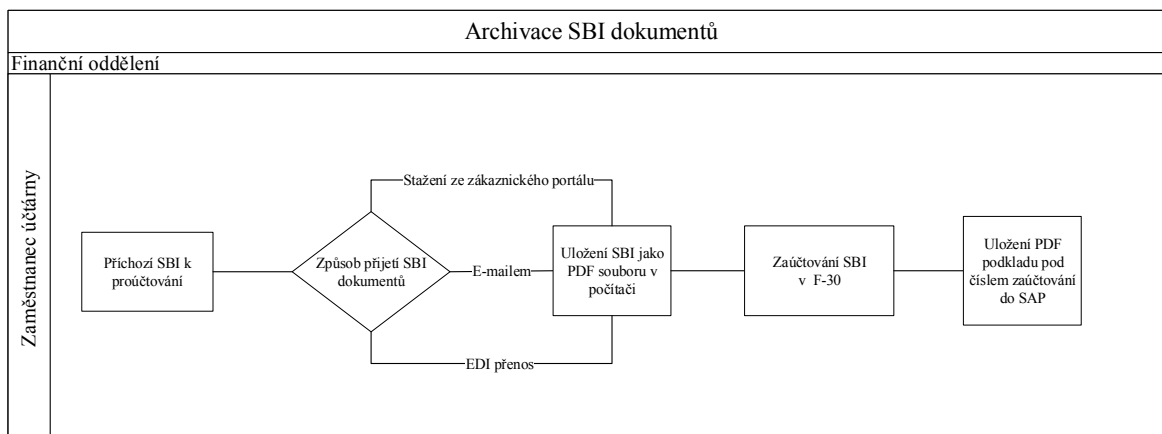 Archivace SBI dokumentů
Finanční oddělení
Zaměstnanec účtárny
Příchozí SBI k
proúčtování
Způsob přijetí SBI
dokumentů
Stažení ze zákaznického portálu
E-mailem
EDI přenos
Uložení SBI jako
PDF souboru v
počítači
Zaúčtování SBI
v F-30
Uložení PDF
podkladu pod
číslem zaúčtování
do SAP